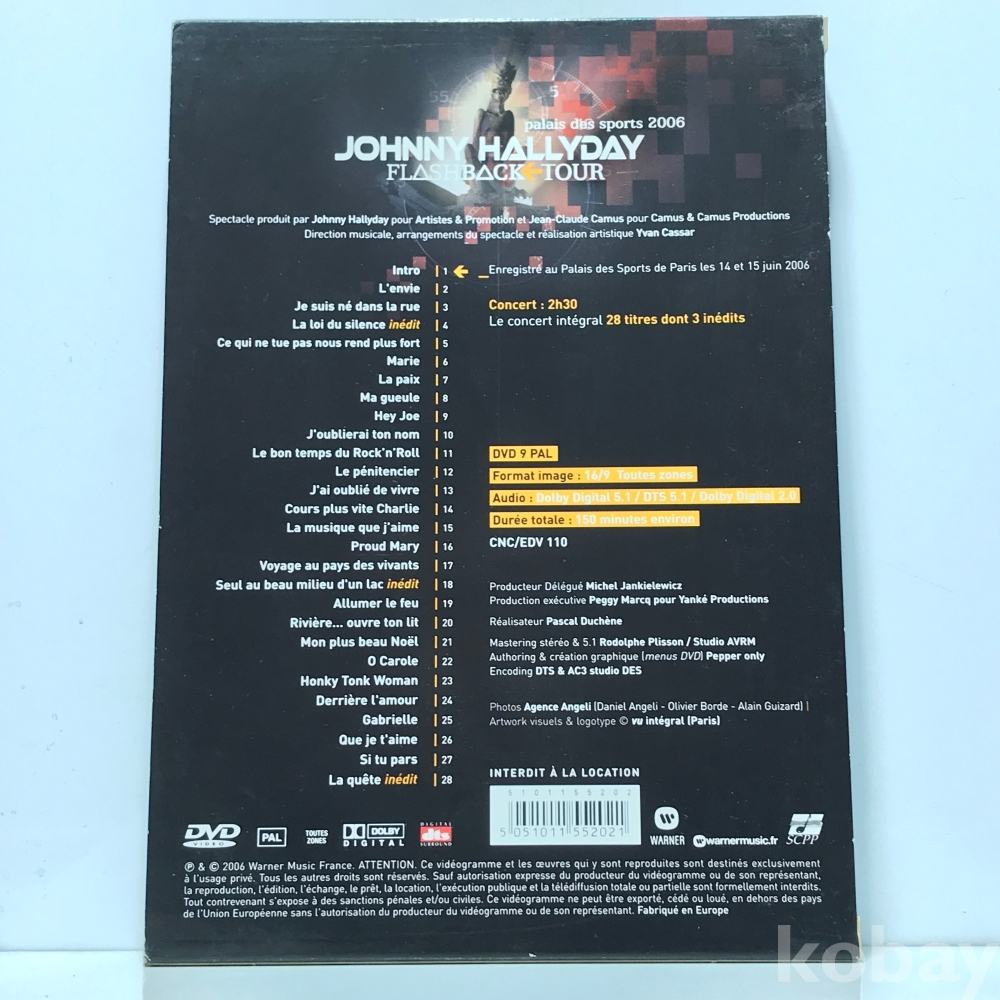 55
5
palais des sports 2006
JOHNNY HALLYDAY
FLASHBACK←TOUR
Spectacle produit par Johnny Hallyday pour Artistes & Promotion et Jean-Claude Camus pour Camus & Camus Productions
Direction musicale, arrangements du spectacle et réalisation artistique Yvan Cassar
Intro | 1 ←
L'envie | 2
Je suis né dans la rue | 3
La loi du silence inédit | 4
Ce qui ne tue pas nous rend plus fort | 5
Marie | 6
La paix | 7
Ma gueule | 8
Hey Joe | 9
J'oublierai ton nom | 10
Le bon temps du Rock'n'Roll | 11
Le pénitencier | 12
J'ai oublié de vivre | 13
Cours plus vite Charlie | 14
La musique que j'aime | 15
Proud Mary | 16
Voyage au pays des vivants | 17
Seul au beau milieu d'un lac inédit | 18
Allumer le feu | 19
Rivière... ouvre ton lit | 20
Mon plus beau Noël | 21
O Carole | 22
Honky Tonk Woman | 23
Derrière l'amour | 24
Gabrielle | 25
Que je t'aime | 26
Si tu pars | 27
La quête inédit | 28
_Enregistré au Palais des Sports de Paris les 14 et 15 juin 2006
Concert : 2h30
Le concert intégral 28 titres dont 3 inédits
DVD 9 PAL
Format image : 16/9 Toutes zones
Audio : Dolby Digital 5.1 / DTS 5.1 / Dolby Digital 2.0
Durée totale : 150 minutes environ
CNC/EDV 110
Producteur Délégué Michel Jankielewicz
Production exécutive Peggy Marcq pour Yanké Productions
Réalisateur Pascal Duchène
Mastering stéréo & 5.1 Rodolphe Plisson / Studio AVRM
Authoring & création graphique (menus DVD) Pepper only
Encoding DTS & AC3 studio DES
Photos Agence Angeli (Daniel Angeli - Olivier Borde - Alain Guizard) |
Artwork visuels & logotype © vu intégral (Paris)
INTERDIT À LA LOCATION
5 1 0 1 1 5 5 2 0 2
5 051011 552021
DVD
VIDEO
PAL
TOUTES
ZONES
DOLBY
DIGITAL
DIGITAL
dts
SURROUND
WARNER
warnermusic.fr
SCPP
℗ & © 2006 Warner Music France. ATTENTION. Ce vidéogramme et les œuvres qui y sont reproduites sont destinés exclusivement
à l'usage privé. Tous les autres droits sont réservés. Sauf autorisation expresse du producteur du vidéogramme ou de son représentant,
la reproduction, l'édition, l'échange, le prêt, la location, l'exécution publique et la télédiffusion totale ou partielle sont formellement interdits.
Tout contrevenant s'expose à des sanctions pénales et/ou civiles. Ce vidéogramme ne peut être exporté, cédé ou loué, en dehors des pays
de l'Union Européenne sans l'autorisation du producteur du vidéogramme ou de son représentant. Fabriqué en Europe
kobay